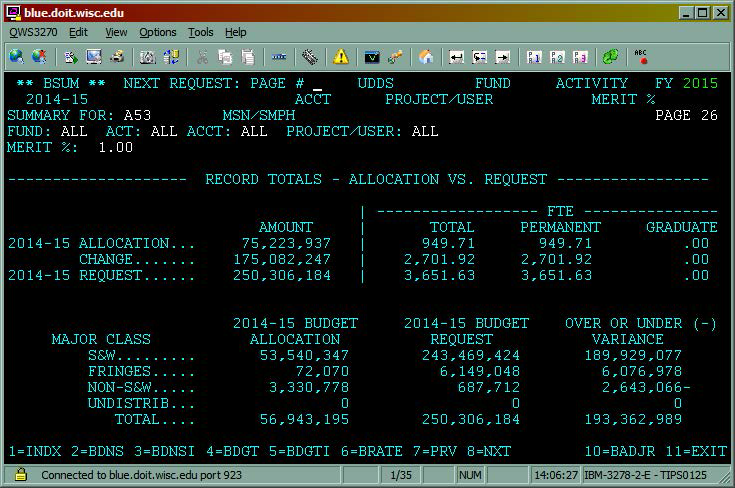 blue.doit.wisc.edu
QWS3270 Edit View Options Tools Help
** BSUM ** NEXT REQUEST: PAGE # _ UDDS FUND ACTIVITY FY 2015
2014-15 ACCT PROJECT/USER MERIT %
SUMMARY FOR: A53 MSN/SMPH PAGE 26
FUND: ALL ACT: ALL ACCT: ALL PROJECT/USER: ALL
MERIT %: 1.00
-------------------- RECORD TOTALS - ALLOCATION VS. REQUEST -----------------
| ------------------ FTE ---------------
AMOUNT | TOTAL PERMANENT GRADUATE
2014-15 ALLOCATION... 75,223,937 | 949.71 949.71 .00
CHANGE....... 175,082,247 | 2,701.92 2,701.92 .00
2014-15 REQUEST...... 250,306,184 | 3,651.63 3,651.63 .00
2014-15 BUDGET 2014-15 BUDGET OVER OR UNDER (-)
MAJOR CLASS ALLOCATION REQUEST VARIANCE
S&W......... 53,540,347 243,469,424 189,929,077
FRINGES..... 72,070 6,149,048 6,076,978
NON-S&W..... 3,330,778 687,712 2,643,066-
UNDISTRIB... 0 0 0
TOTAL.... 56,943,195 250,306,184 193,362,989
1=INDX 2=BDNS 3=BDNSI 4=BDGT 5=BDGTI 6=BRATE 7=PRV 8=NXT 10=BADJR 11=EXIT
Connected to blue.doit.wisc.edu port 923 1/35 NUM 14:06:27 IBM-3278-2-E - TIPS0125